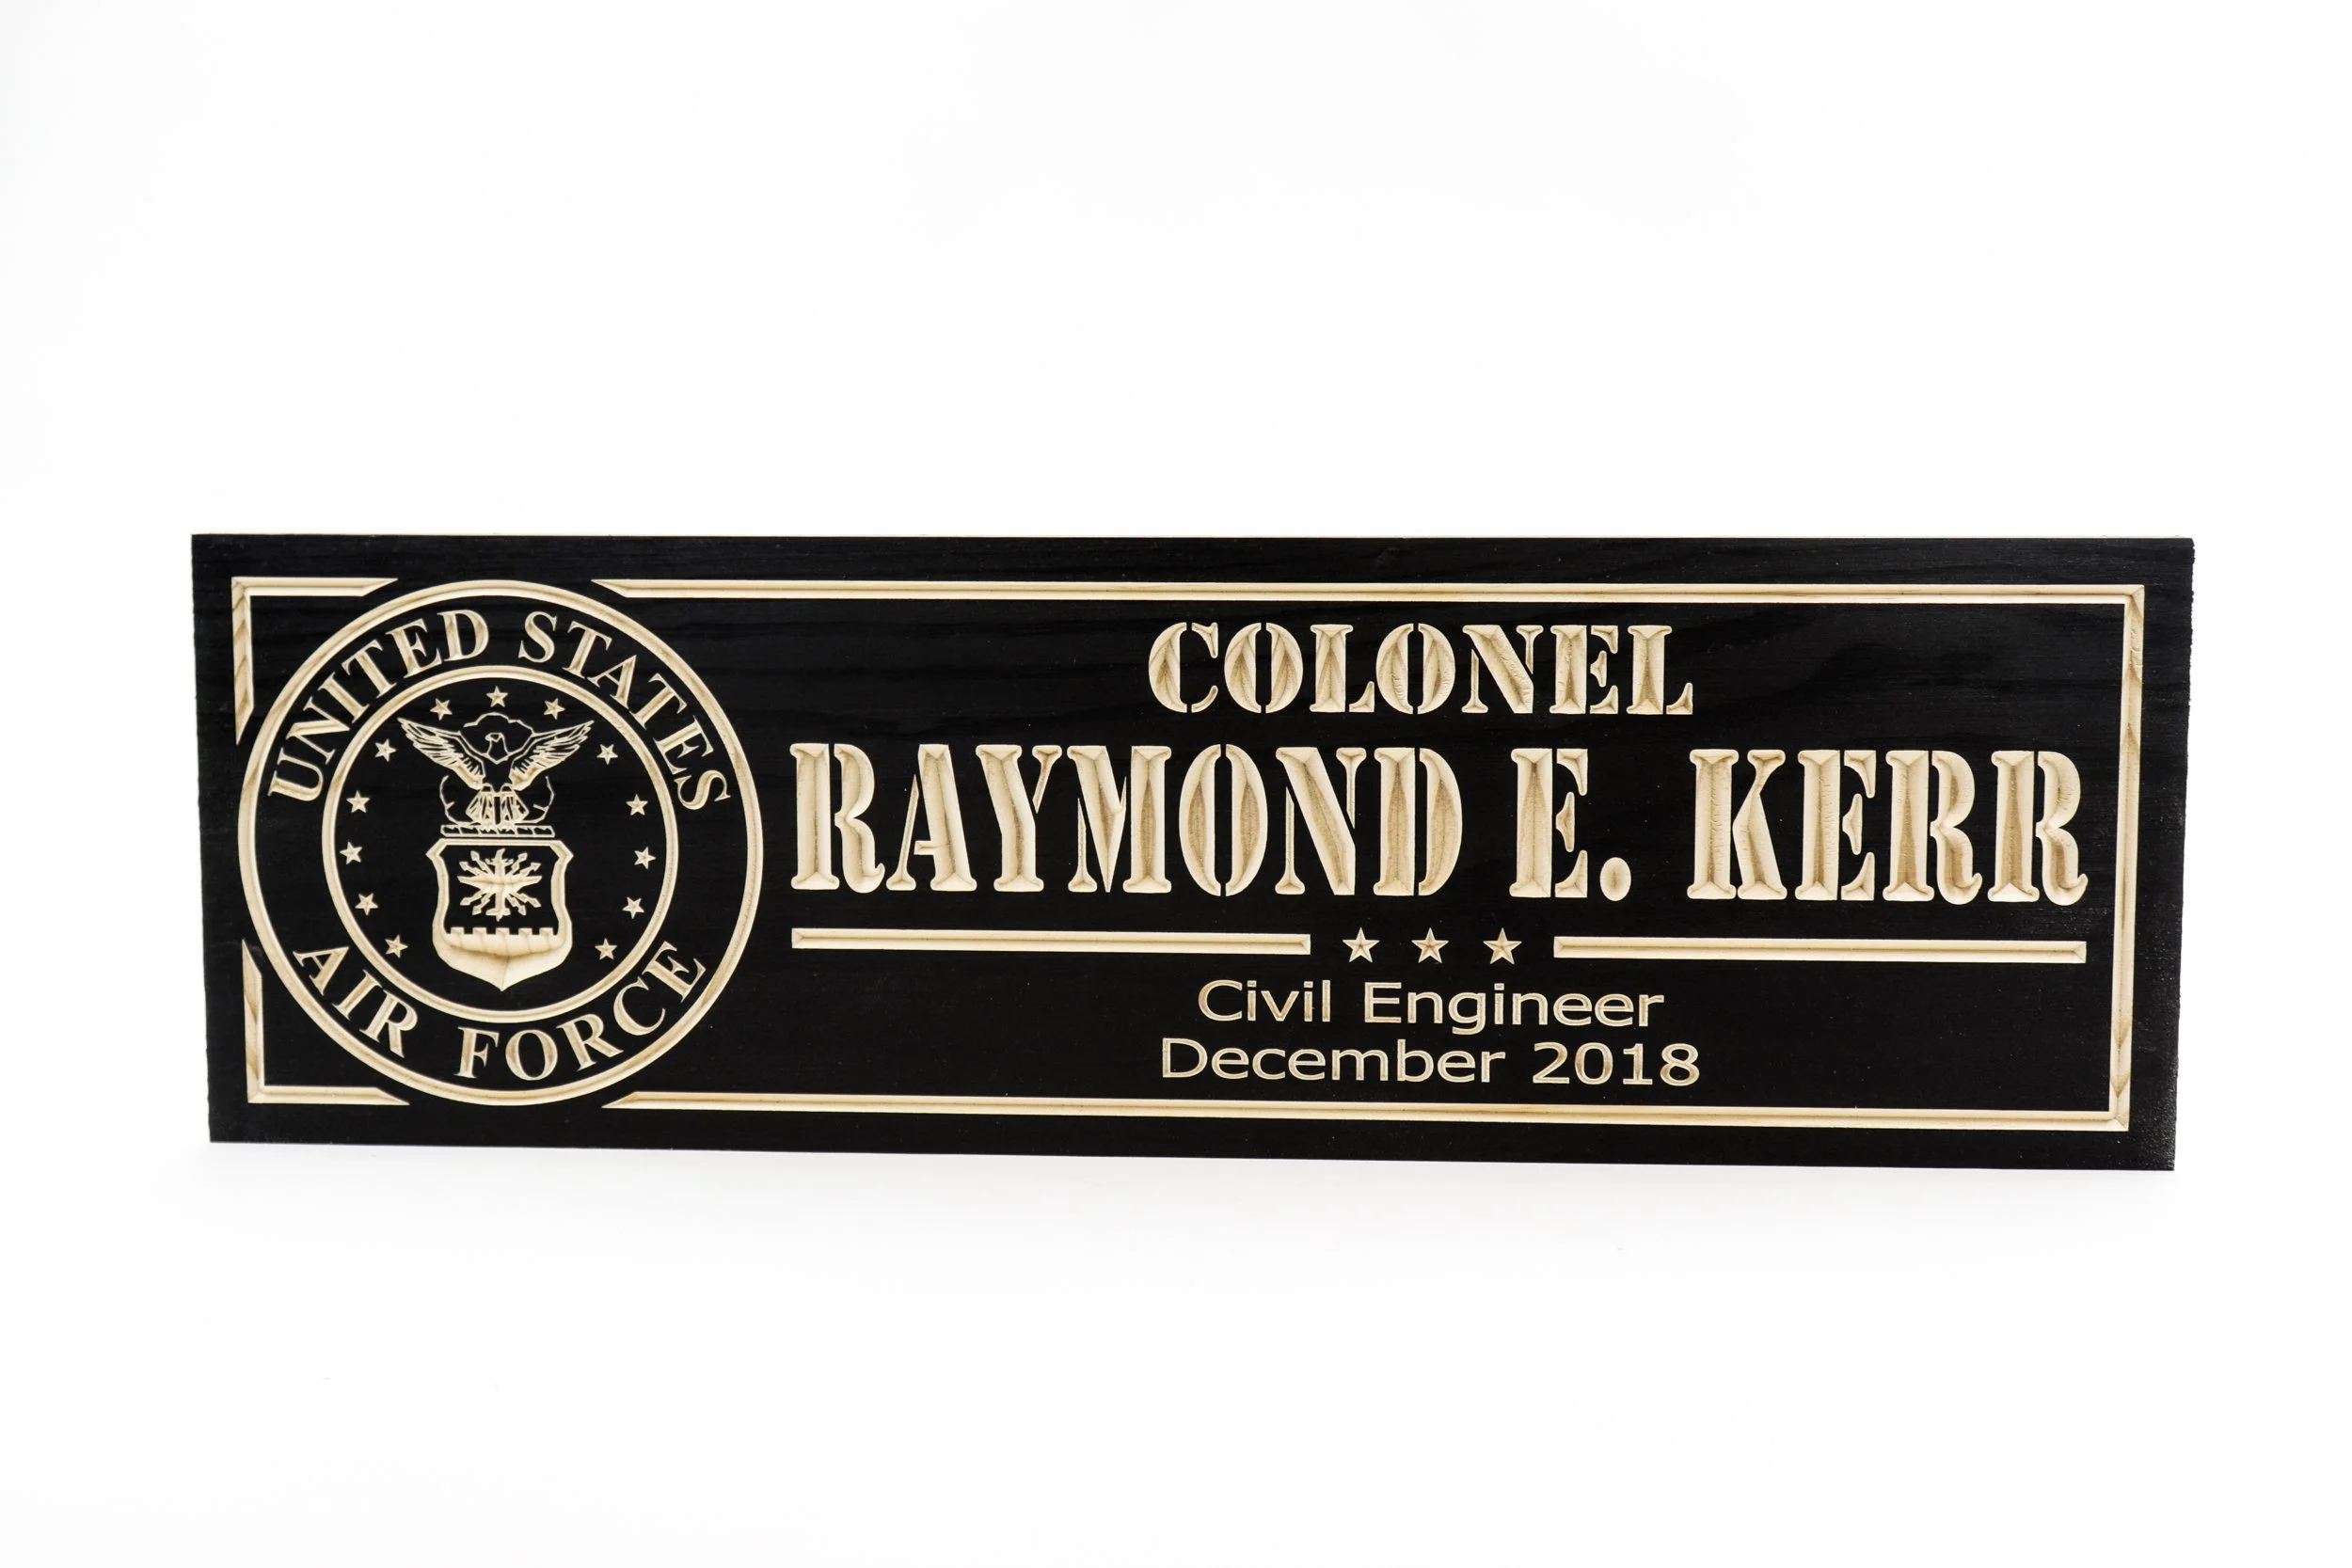 UNITED STATES
AIR FORCE
COLONEL
RAYMOND E. KERR
Civil Engineer
December 2018